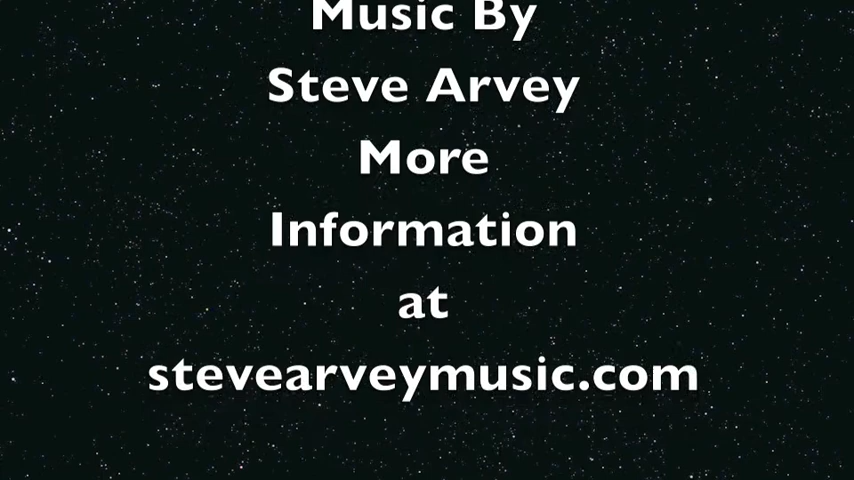 Music By
Steve Arvey
More
Information
at
stevearveymusic.com